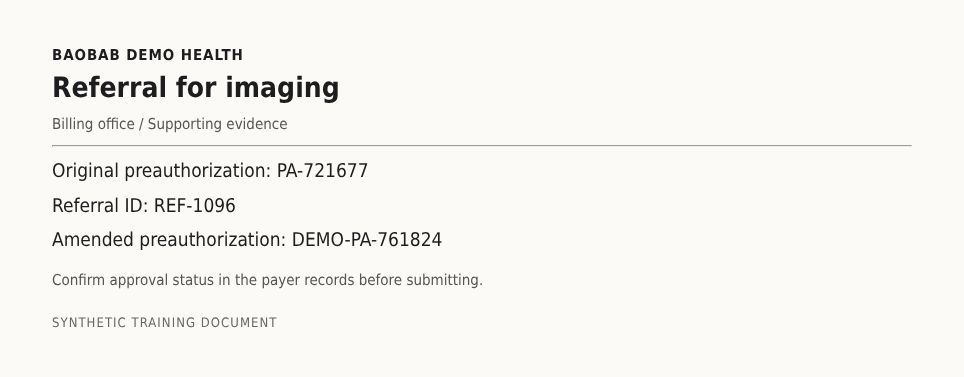 BAOBAB DEMO HEALTH
Referral for imaging
Billing office / Supporting evidence
Original preauthorization: PA-721677
Referral ID: REF-1096
Amended preauthorization: DEMO-PA-761824
Confirm approval status in the payer records before submitting.
SYNTHETIC TRAINING DOCUMENT